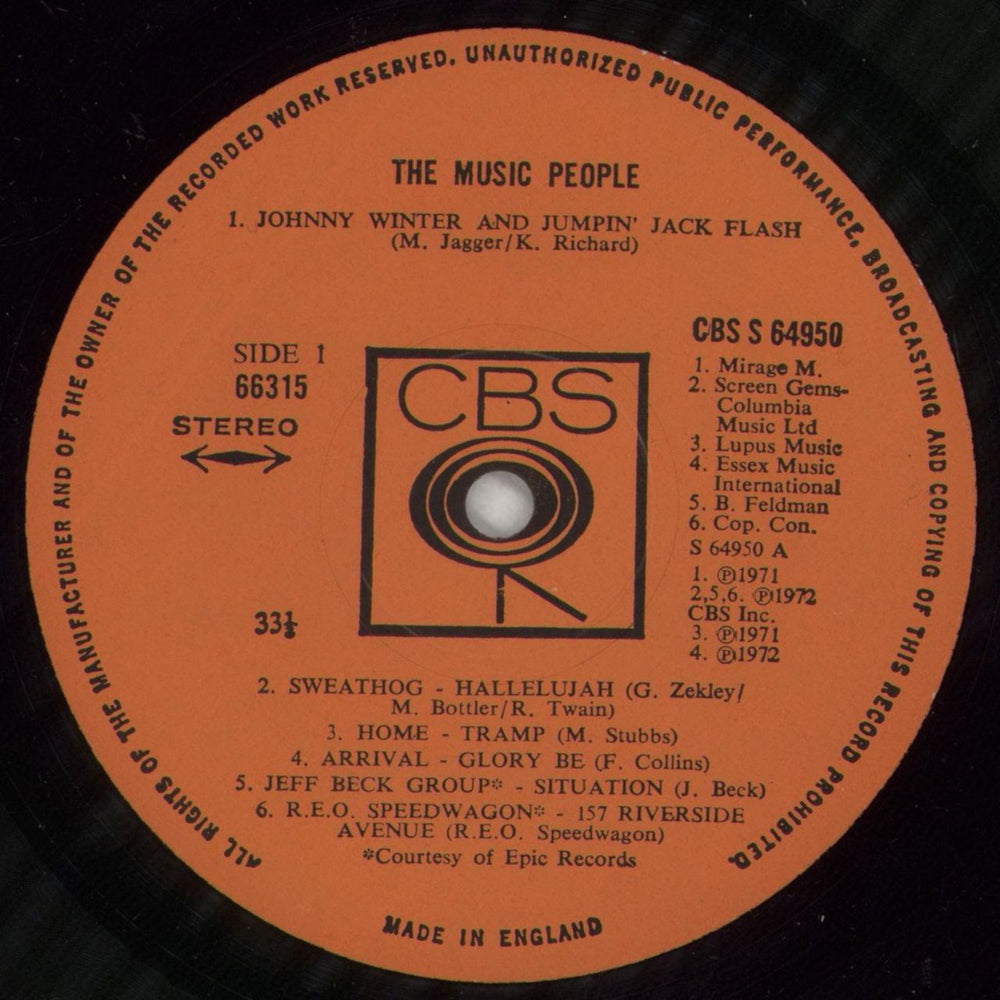 ALL RIGHTS OF THE MANUFACTURER AND OF THE OWNER OF THE RECORDED WORK RESERVED. UNAUTHORIZED PUBLIC PERFORMANCE, BROADCASTING AND COPYING OF THIS RECORD PROHIBITED.
THE MUSIC PEOPLE
1. JOHNNY WINTER AND JUMPIN' JACK FLASH
(M. Jagger/K. Richard)
SIDE 1
66315
STEREO
33⅓
CBS
CBS S 64950
1. Mirage M.
2. Screen Gems-
Columbia
Music Ltd
3. Lupus Music
4. Essex Music
International
5. B. Feldman
6. Cop. Con.
S 64950 A
1. ℗1971
2,5,6. ℗1972
CBS Inc.
3. ℗1971
4. ℗1972
2. SWEATHOG - HALLELUJAH (G. Zekley/
M. Bottler/R. Twain)
3. HOME - TRAMP (M. Stubbs)
4. ARRIVAL - GLORY BE (F. Collins)
5. JEFF BECK GROUP* - SITUATION (J. Beck)
6. R.E.O. SPEEDWAGON* - 157 RIVERSIDE
AVENUE (R.E.O. Speedwagon)
*Courtesy of Epic Records
MADE IN ENGLAND